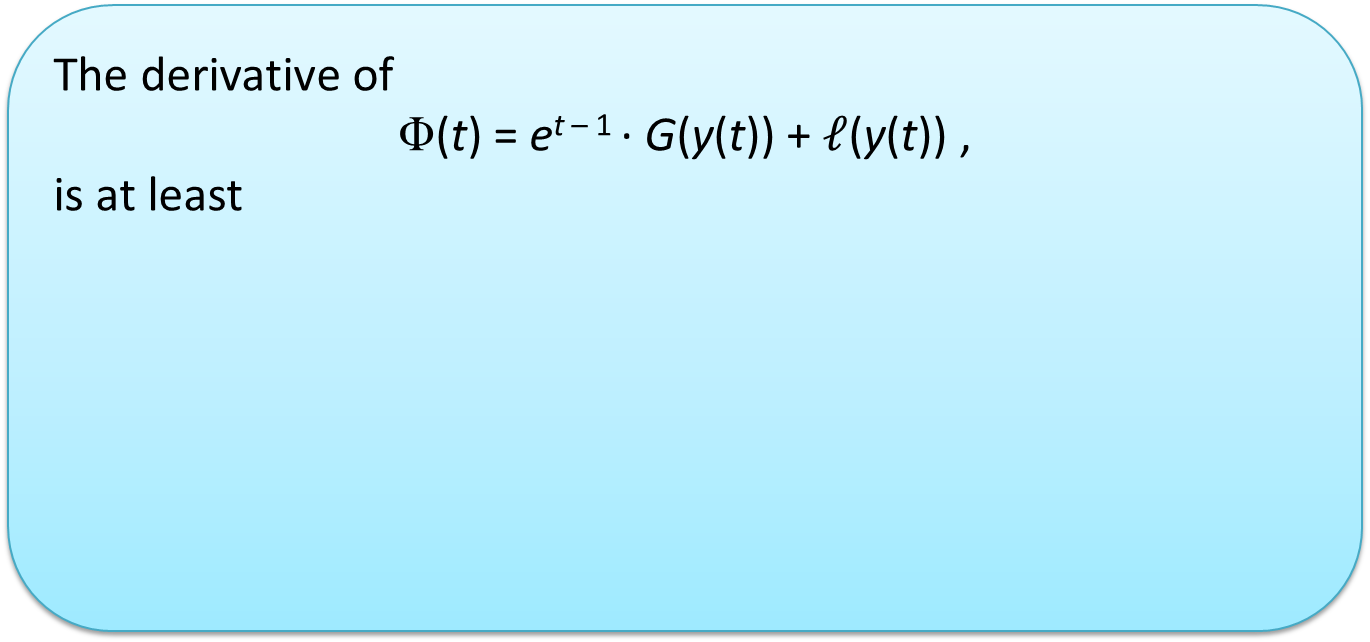 The derivative of
Φ(t) = e^{t – 1} · G(y(t)) + ℓ(y(t)) ,
is at least